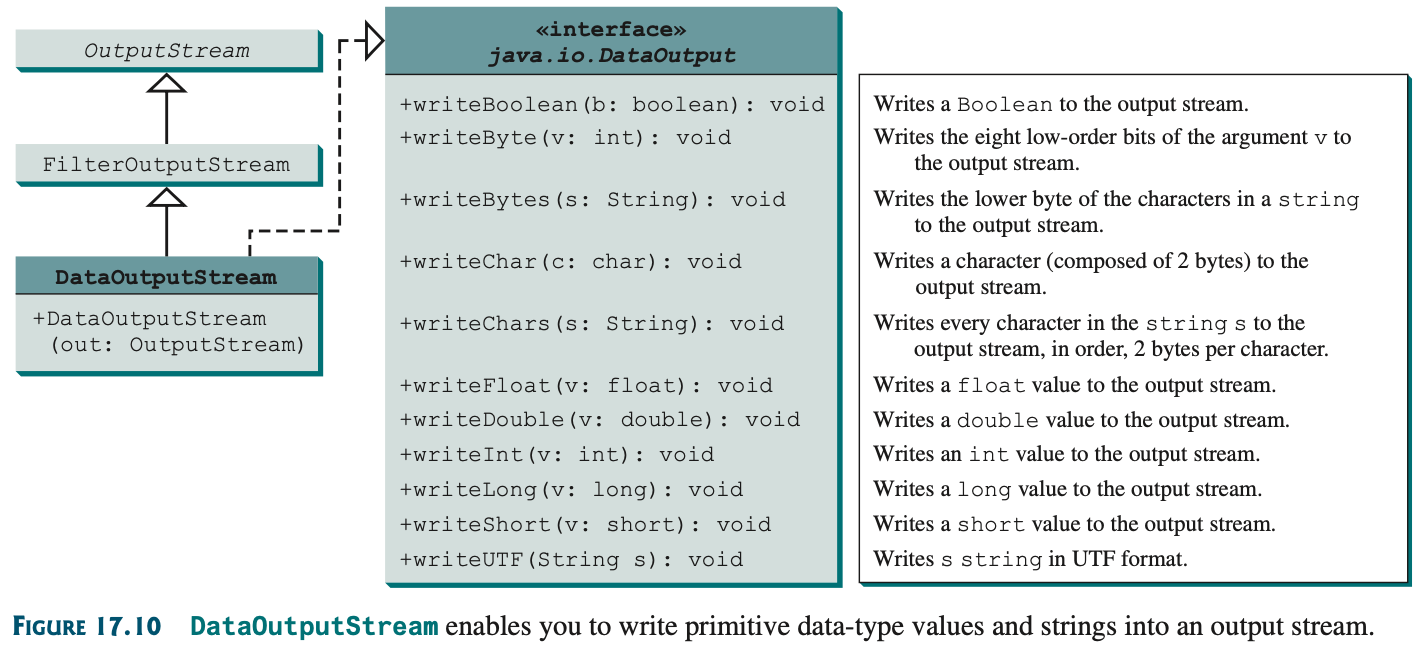 OutputStream
FilterOutputStream
DataOutputStream
+DataOutputStream
(out: OutputStream)
«interface»
java.io.DataOutput
+writeBoolean(b: boolean): void
Writes a Boolean to the output stream.
+writeByte(v: int): void
Writes the eight low-order bits of the argument v to
the output stream.
+writeBytes(s: String): void
Writes the lower byte of the characters in a string
to the output stream.
+writeChar(c: char): void
Writes a character (composed of 2 bytes) to the
output stream.
+writeChars(s: String): void
Writes every character in the string s to the
output stream, in order, 2 bytes per character.
+writeFloat(v: float): void
Writes a float value to the output stream.
+writeDouble(v: double): void
Writes a double value to the output stream.
+writeInt(v: int): void
Writes an int value to the output stream.
+writeLong(v: long): void
Writes a long value to the output stream.
+writeShort(v: short): void
Writes a short value to the output stream.
+writeUTF(String s): void
Writes s string in UTF format.
FIGURE 17.10 DataOutputStream enables you to write primitive data-type values and strings into an output stream.